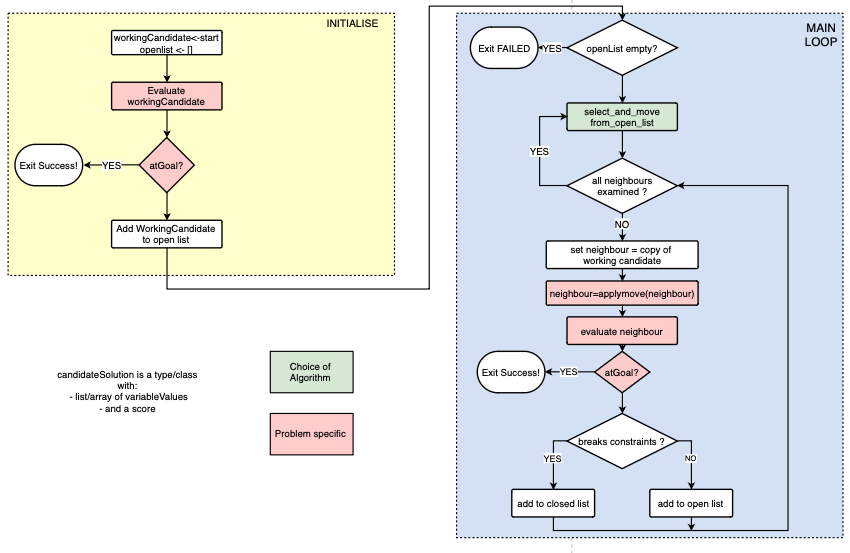 INITIALISE
workingCandidate<-start
openlist <- []
Evaluate
workingCandidate
atGoal?
YES
Exit Success!
Add WorkingCandidate
to open list
candidateSolution is a type/class
with:
- list/array of variableValues
- and a score
Choice of
Algorithm
Problem specific
MAIN
LOOP
openList empty?
YES
Exit FAILED
select_and_move
from_open_list
YES
all neighbours
examined ?
NO
set neighbour = copy of
working candidate
neighbour=applymove(neighbour)
evaluate neighbour
atGoal?
YES
Exit Success!
breaks constraints ?
YES
NO
add to closed list
add to open list